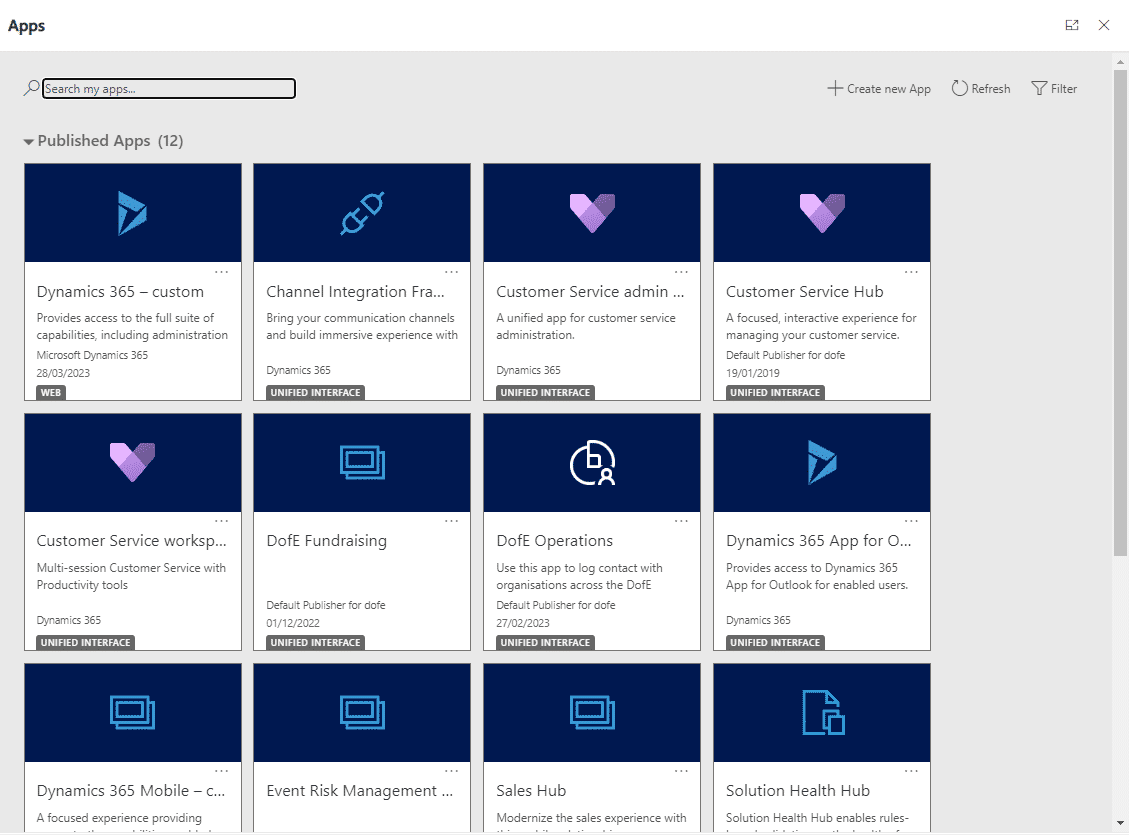 Apps
Search my apps...
Create new App
Refresh
Filter
Published Apps (12)
Dynamics 365 – custom
Provides access to the full suite of
capabilities, including administration
Microsoft Dynamics 365
28/03/2023
WEB
Channel Integration Fra...
Bring your communication channels
and build immersive experience with
Dynamics 365
UNIFIED INTERFACE
Customer Service admin ...
A unified app for customer service
administration.
Dynamics 365
UNIFIED INTERFACE
Customer Service Hub
A focused, interactive experience for
managing your customer service.
Default Publisher for dofe
19/01/2019
UNIFIED INTERFACE
Customer Service worksp...
Multi-session Customer Service with
Productivity tools
Dynamics 365
UNIFIED INTERFACE
DofE Fundraising
Default Publisher for dofe
01/12/2022
UNIFIED INTERFACE
DofE Operations
Use this app to log contact with
organisations across the DofE
Default Publisher for dofe
27/02/2023
UNIFIED INTERFACE
Dynamics 365 App for O...
Provides access to Dynamics 365
App for Outlook for enabled users.
Dynamics 365
UNIFIED INTERFACE
Dynamics 365 Mobile – c...
A focused experience providing
Event Risk Management ...
Sales Hub
Modernize the sales experience with
Solution Health Hub
Solution Health Hub enables rules-